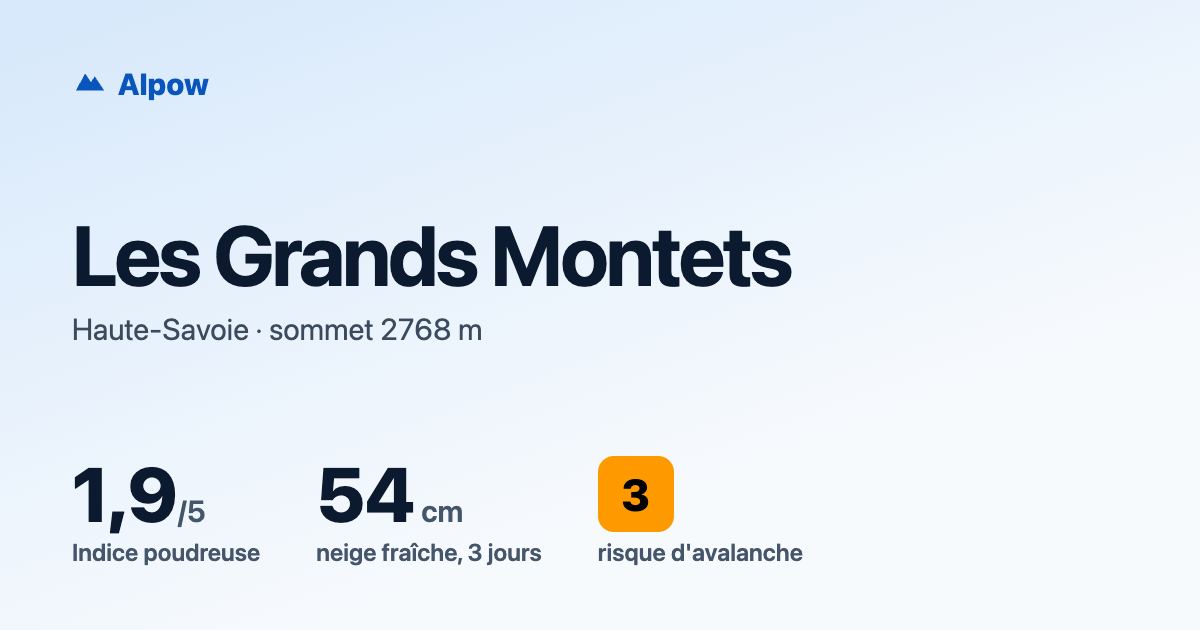 Alpow
Les Grands Montets
Haute-Savoie · sommet 2768 m
1,9/5
Indice poudreuse
54 cm
neige fraîche, 3 jours
3
risque d'avalanche